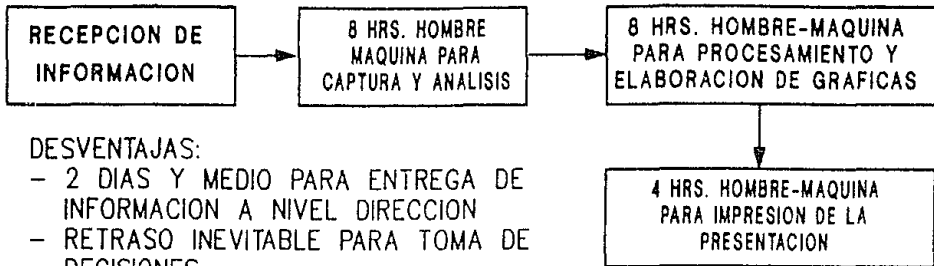 RECEPCION DE
INFORMACION
8 HRS. HOMBRE
MAQUINA PARA
CAPTURA Y ANALISIS
8 HRS. HOMBRE-MAQUINA
PARA PROCESAMIENTO Y
ELABORACION DE GRAFICAS
4 HRS. HOMBRE-MAQUINA
PARA IMPRESION DE LA
PRESENTACION
DESVENTAJAS:
– 2 DIAS Y MEDIO PARA ENTREGA DE
INFORMACION A NIVEL DIRECCION
– RETRASO INEVITABLE PARA TOMA DE
DECISIONES